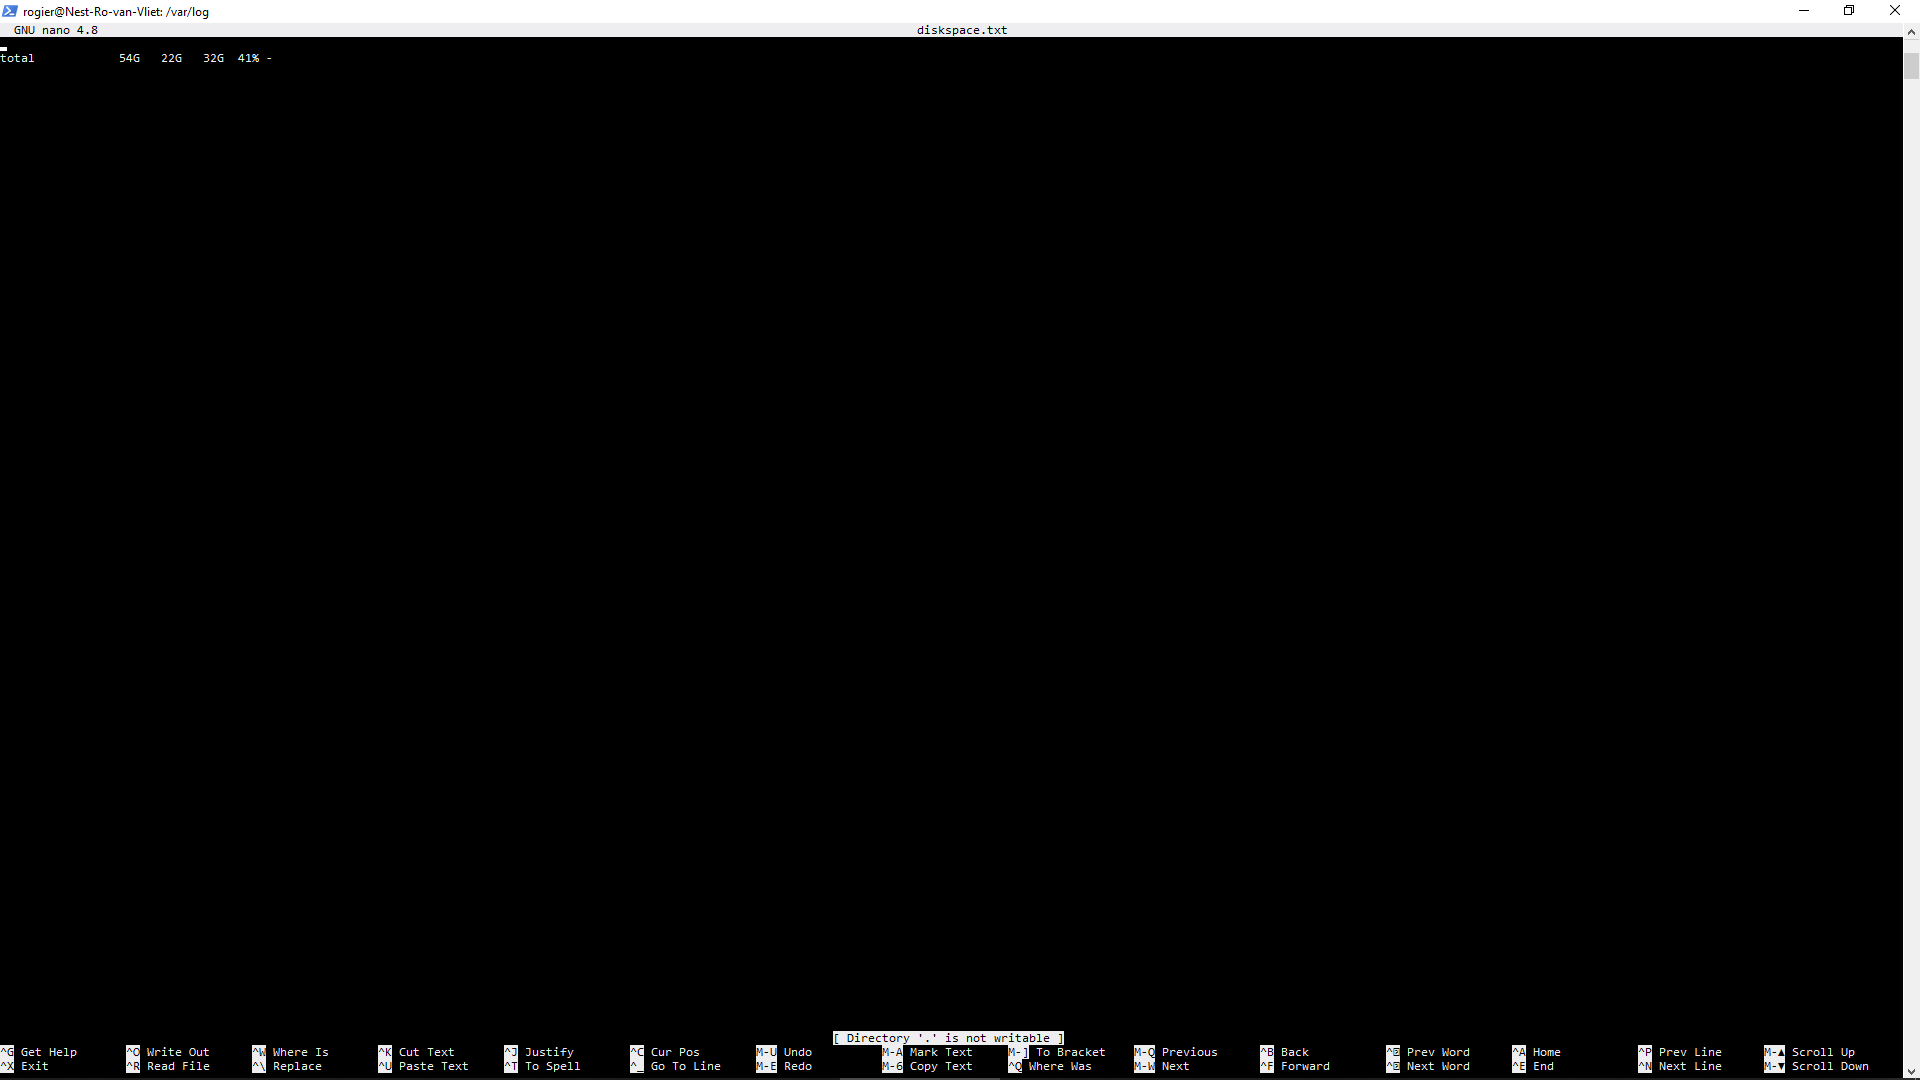 rogier@Nest-Ro-van-Vliet: /var/log
GNU nano 4.8 diskspace.txt
total 54G 22G 32G 41% -
[ Directory '.' is not writable ]
^G Get Help ^O Write Out ^W Where Is ^K Cut Text ^J Justify ^C Cur Pos M-U Undo M-A Mark Text M-] To Bracket M-Q Previous ^B Back ^⍰ Prev Word ^A Home ^P Prev Line M-▲ Scroll Up
^X Exit ^R Read File ^\ Replace ^U Paste Text ^T To Spell ^_ Go To Line M-E Redo M-6 Copy Text ^Q Where Was M-W Next ^F Forward ^⍰ Next Word ^E End ^N Next Line M-▼ Scroll Down